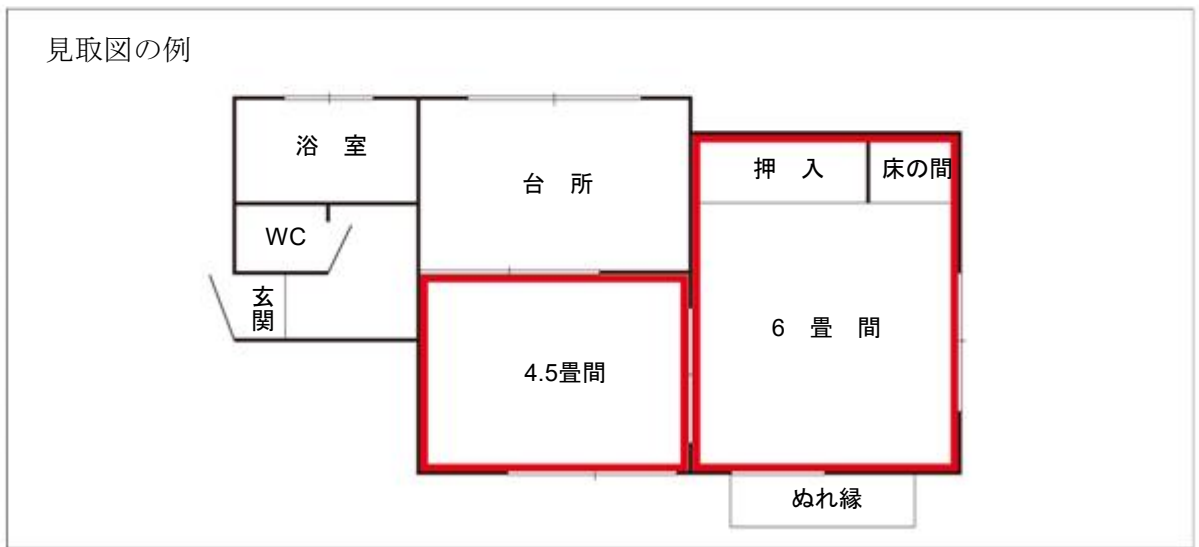 見取図の例
浴 室
台 所
押 入
床の間
WC
玄関
6 畳 間
4.5畳間
ぬれ縁